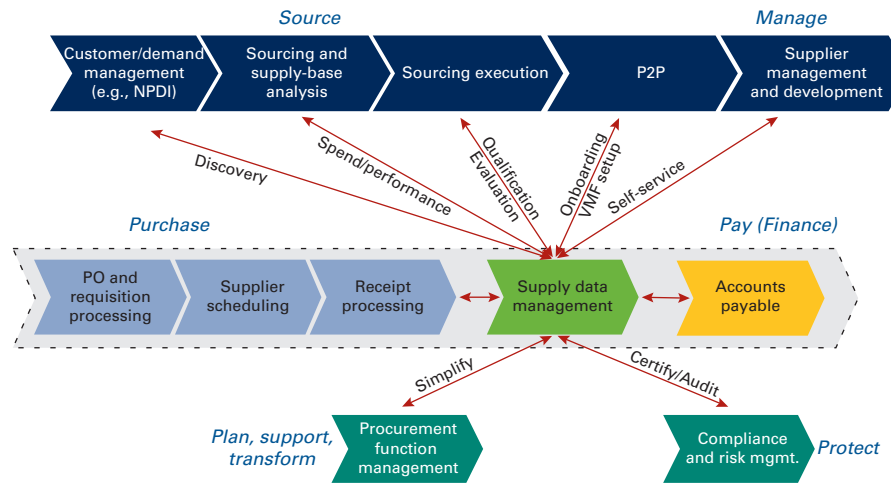 Source
Manage
Customer/demand
management
(e.g., NPDI)
Sourcing and
supply-base
analysis
Sourcing execution
P2P
Supplier
management
and development
Discovery
Spend/performance
Qualification
Evaluation
Onboarding
VMF setup
Self-service
Purchase
Pay (Finance)
PO and
requisition
processing
Supplier
scheduling
Receipt
processing
Supply data
management
Accounts
payable
Simplify
Certify/Audit
Plan, support,
transform
Procurement
function
management
Compliance
and risk mgmt.
Protect